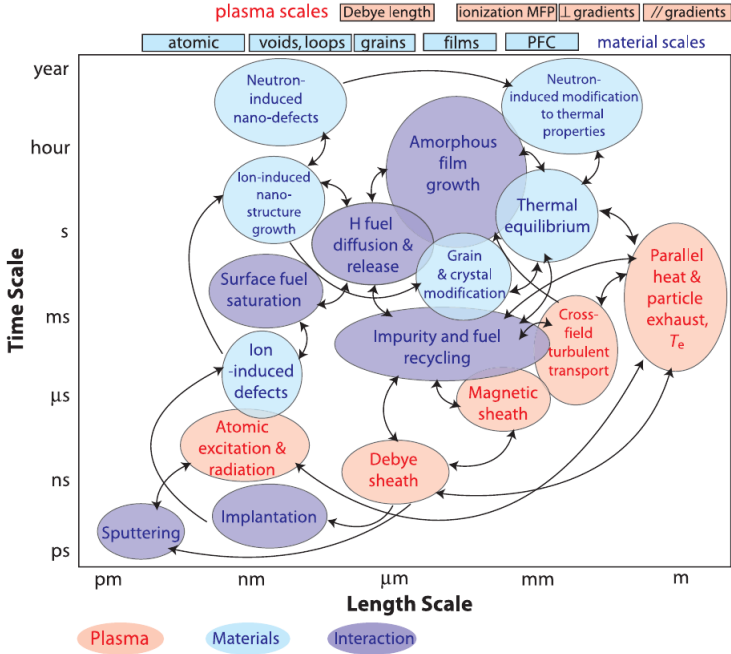 plasma scales
Debye length
ionization MFP
⊥ gradients
// gradients
atomic
voids, loops
grains
films
PFC
material scales
year
hour
s
ms
μs
ns
ps
Time Scale
Neutron-
induced
nano-defects
Neutron-
induced modification
to thermal
properties
Amorphous
film
growth
Ion-induced
nano-
structure
growth
Thermal
equilibrium
H fuel
diffusion &
release
Parallel
heat &
particle
exhaust,
Te
Grain
& crystal
modification
Surface fuel
saturation
Cross-
field
turbulent
transport
Impurity and fuel
recycling
Ion
-induced
defects
Magnetic
sheath
Atomic
excitation &
radiation
Debye
sheath
Implantation
Sputtering
pm
nm
μm
mm
m
Length Scale
Plasma
Materials
Interaction